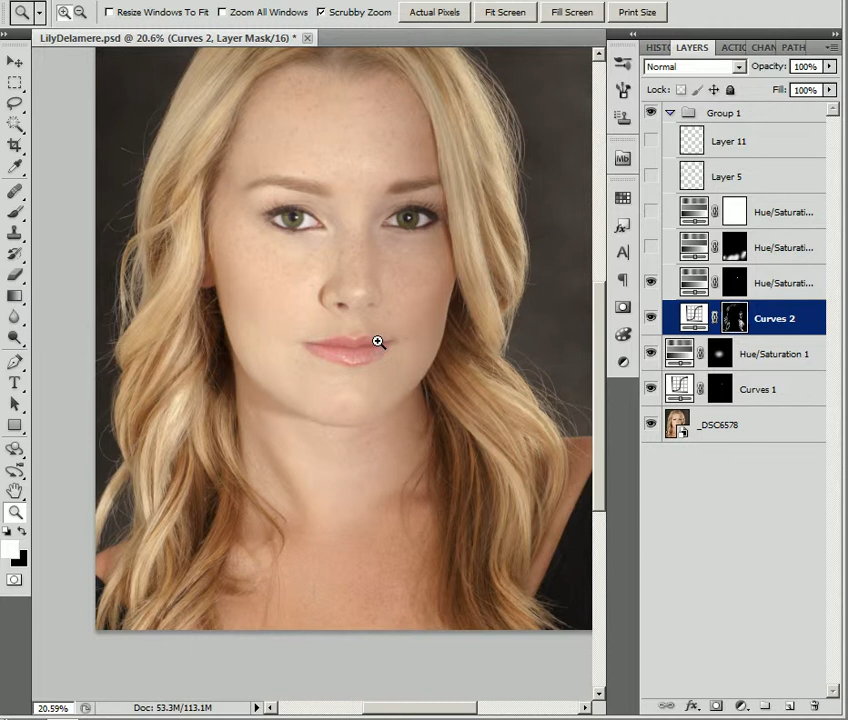 Resize Windows To Fit Zoom All Windows Scrubby Zoom Actual Pixels Fit Screen Fill Screen Print Size
LilyDelamere.psd @ 20.6% (Curves 2, Layer Mask/16) *
HIST LAYERS ACTIC CHAN PATH
Normal Opacity: 100%
Lock: Fill: 100%
Group 1
Layer 11
Layer 5
Hue/Saturati...
Hue/Saturati...
Hue/Saturati...
Curves 2
Hue/Saturation 1
Curves 1
_DSC6578
20.59% Doc: 53.3M/113.1M